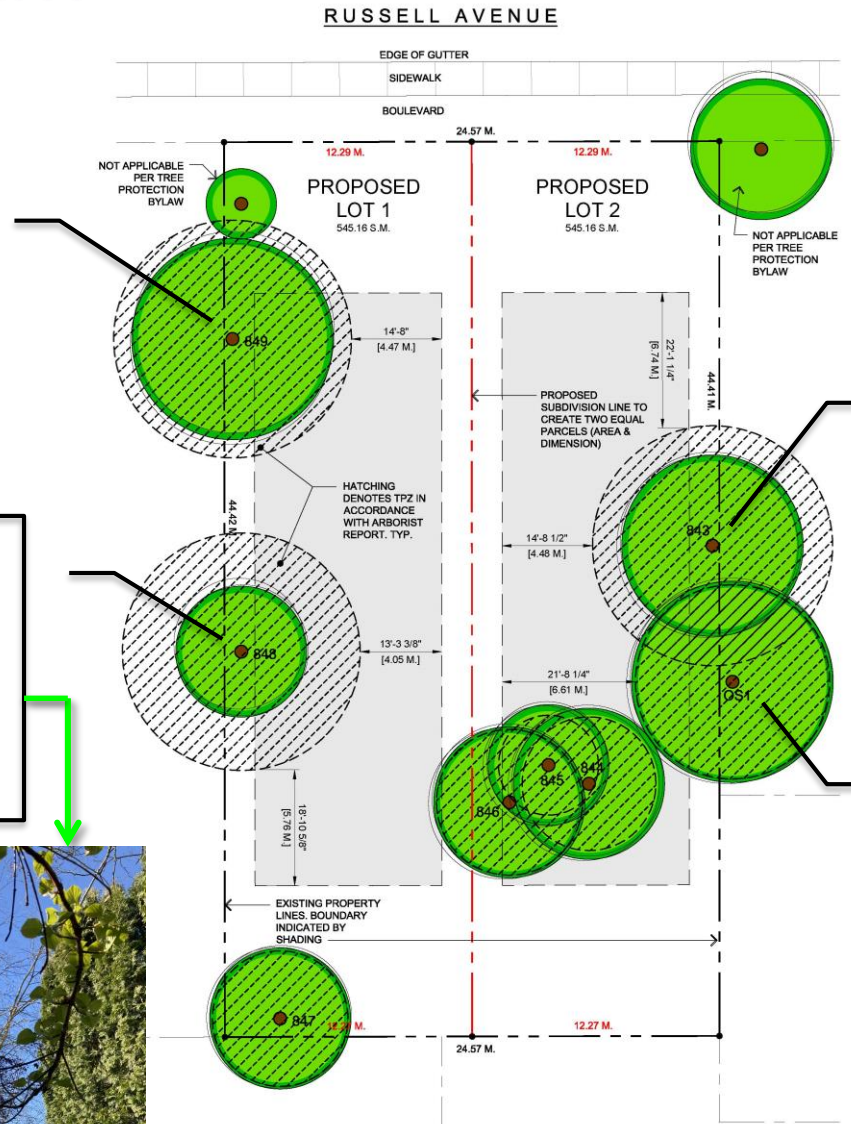 RUSSELL AVENUE
EDGE OF GUTTER
SIDEWALK
BOULEVARD
24.57 M.
12.29 M.
12.29 M.
NOT APPLICABLE
PER TREE
PROTECTION
BYLAW
PROPOSED
LOT 1
545.16 S.M.
PROPOSED
LOT 2
545.16 S.M.
NOT APPLICABLE
PER TREE
PROTECTION
BYLAW
849
14'-8"
[4.47 M.]
22'-1 1/4"
[6.74 M.]
44.41 M.
PROPOSED
SUBDIVISION LINE TO
CREATE TWO EQUAL
PARCELS (AREA &
DIMENSION)
HATCHING
DENOTES TPZ IN
ACCORDANCE
WITH ARBORIST
REPORT. TYP.
44.42 M.
14'-8 1/2"
[4.48 M.]
843
848
13'-3 3/8"
[4.05 M.]
21'-8 1/4"
[6.61 M.]
OS1
845
844
846
18'-10 5/8"
[5.76 M.]
EXISTING PROPERTY
LINES. BOUNDARY
INDICATED BY
SHADING
847
M.
12.27 M.
24.57 M.